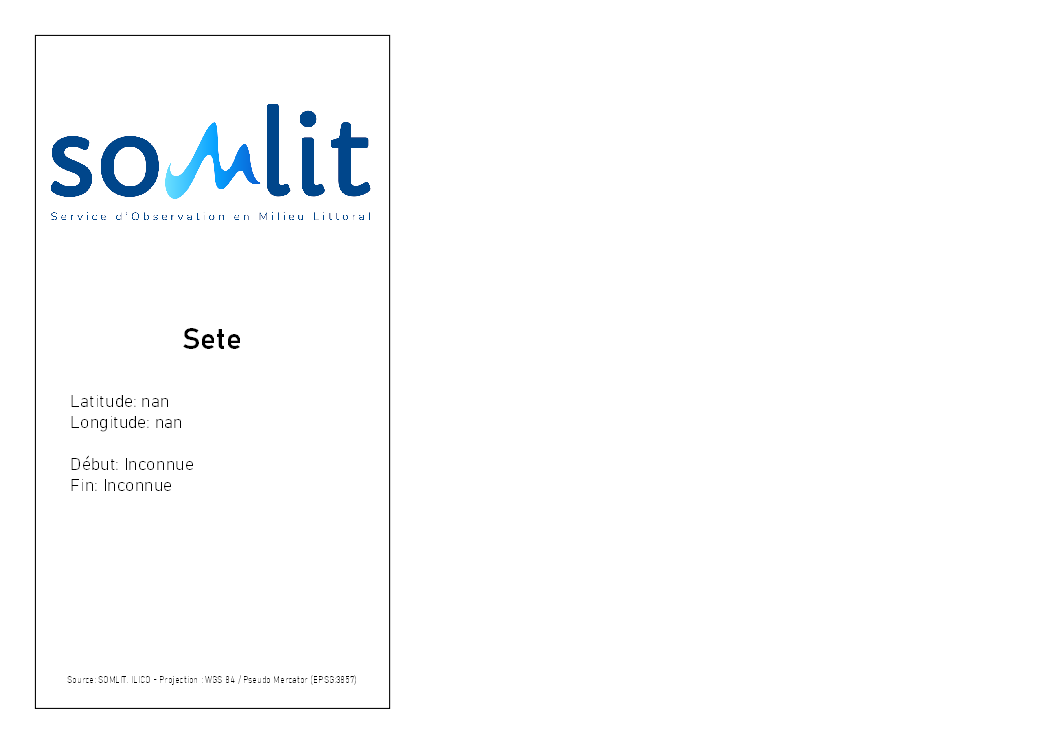 somlit
Service d'Observation en Milieu Littoral
Sete
Latitude: nan
Longitude: nan
Début: Inconnue
Fin: Inconnue
Source: SOMLIT, ILICO - Projection : WGS 84 / Pseudo Mercator (EPSG:3857)